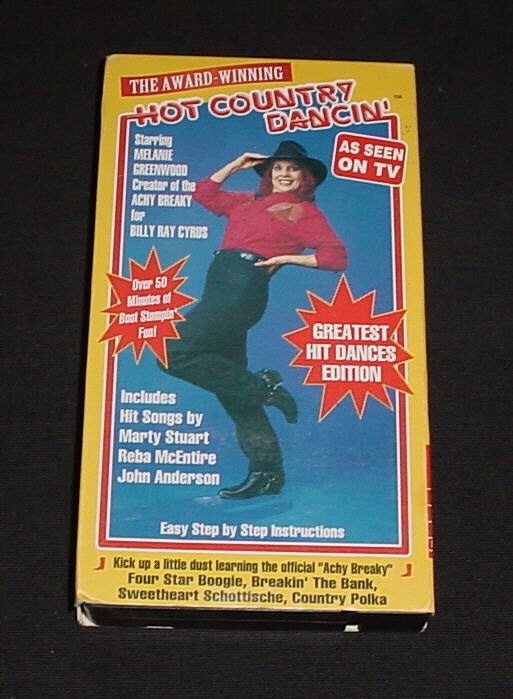 THE AWARD-WINNING
HOT COUNTRY
DANCIN'
TM
AS SEEN
ON TV
Starring
MELANIE
GREENWOOD
Creator of the
ACHY BREAKY
for
BILLY RAY CYRUS
Over 50
Minutes of
Boot Stompin'
Fun!
GREATEST
HIT DANCES
EDITION
Includes
Hit Songs by
Marty Stuart
Reba McEntire
John Anderson
Easy Step by Step Instructions
Kick up a little dust learning the official "Achy Breaky"
Four Star Boogie, Breakin' The Bank,
Sweetheart Schottische, Country Polka